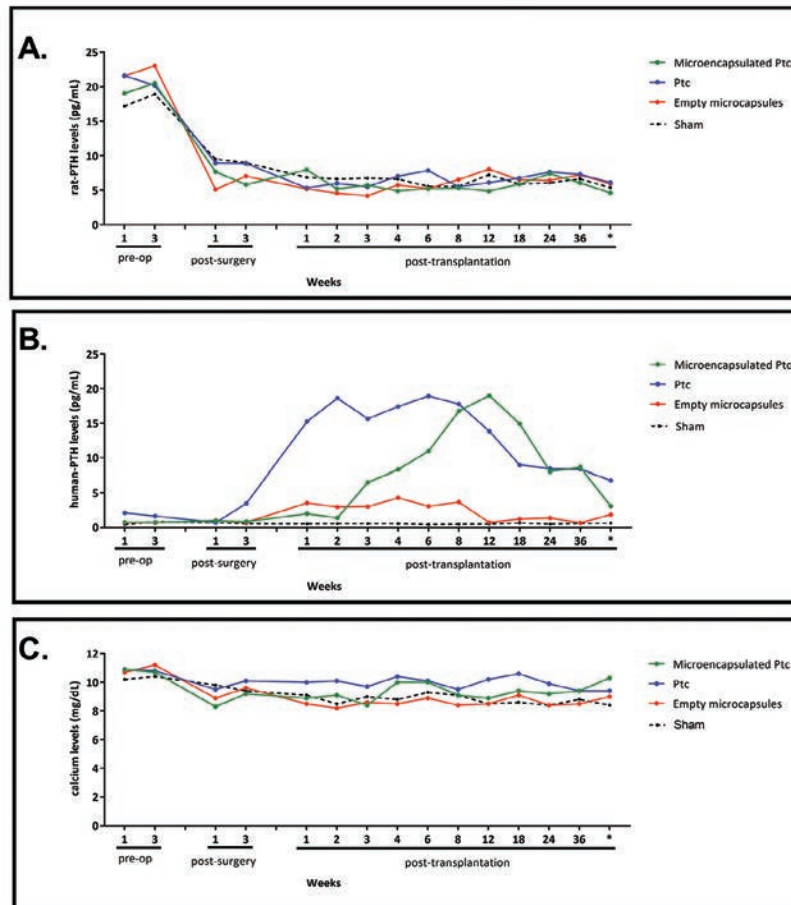 A.
rat-PTH levels (pg/mL)
25
20
15
10
5
0
1 3 1 3 1 2 3 4 6 8 12 18 24 36 *
pre-op post-surgery post-transplantation
Weeks
Microencapsulated Ptc
Ptc
Empty microcapsules
Sham
B.
human-PTH levels (pg/mL)
25
20
15
10
5
0
1 3 1 3 1 2 3 4 6 8 12 18 24 36 *
pre-op post-surgery post-transplantation
Weeks
Microencapsulated Ptc
Ptc
Empty microcapsules
Sham
C.
calcium levels (mg/dL)
12
10
8
6
4
2
0
1 3 1 3 1 2 3 4 6 8 12 18 24 36 *
pre-op post-surgery post-transplantation
Weeks
Microencapsulated Ptc
Ptc
Empty microcapsules
Sham